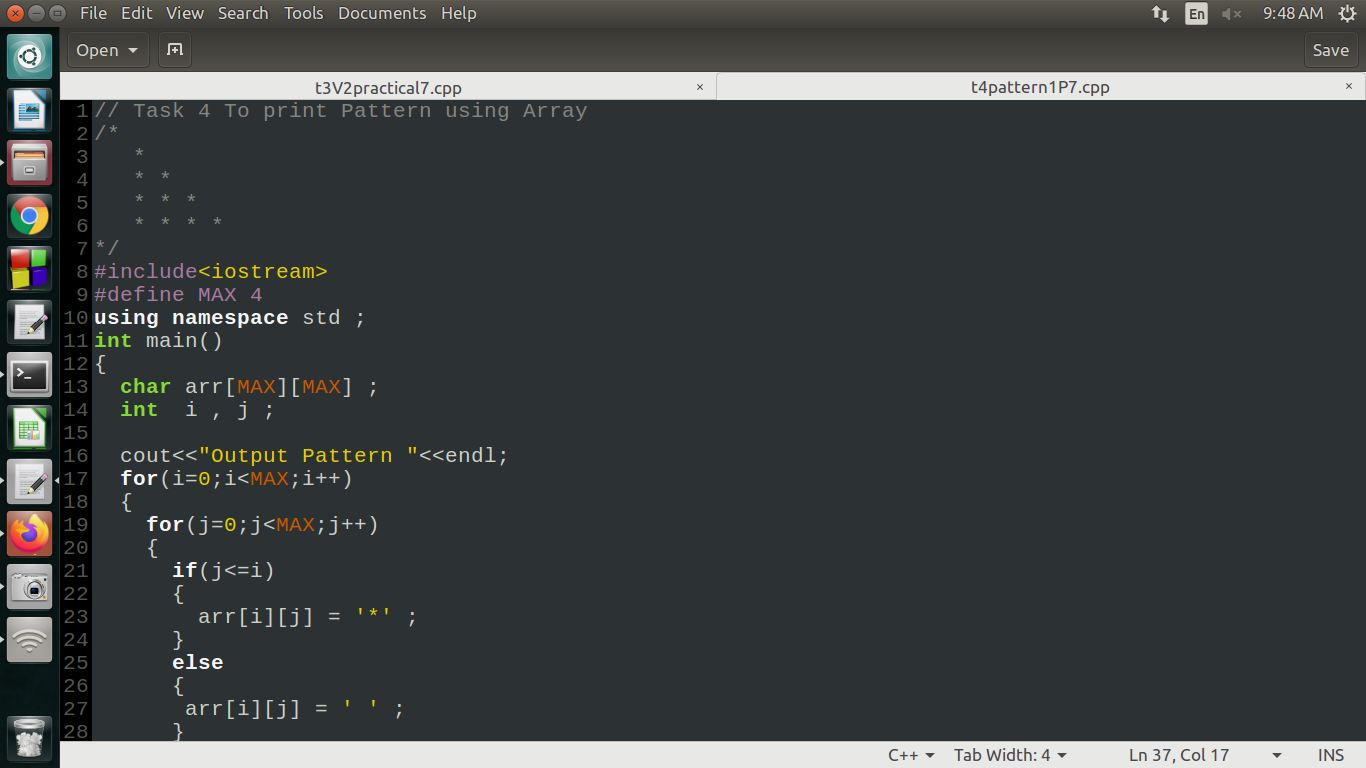 File Edit View Search Tools Documents Help
En 9:48 AM
Open Save
t3V2practical7.cpp × t4pattern1P7.cpp ×
1 // Task 4 To print Pattern using Array
2 /*
3    *
4    * *
5    * * *
6    * * * *
7 */
8 #include<iostream>
9 #define MAX 4
10 using namespace std ;
11 int main()
12 {
13   char arr[MAX][MAX] ;
14   int  i , j ;
15
16   cout<<"Output Pattern "<<endl;
17   for(i=0;i<MAX;i++)
18   {
19     for(j=0;j<MAX;j++)
20     {
21       if(j<=i)
22       {
23         arr[i][j] = '*' ;
24       }
25       else
26       {
27        arr[i][j] = ' ' ;
28       }
C++ Tab Width: 4 Ln 37, Col 17 INS